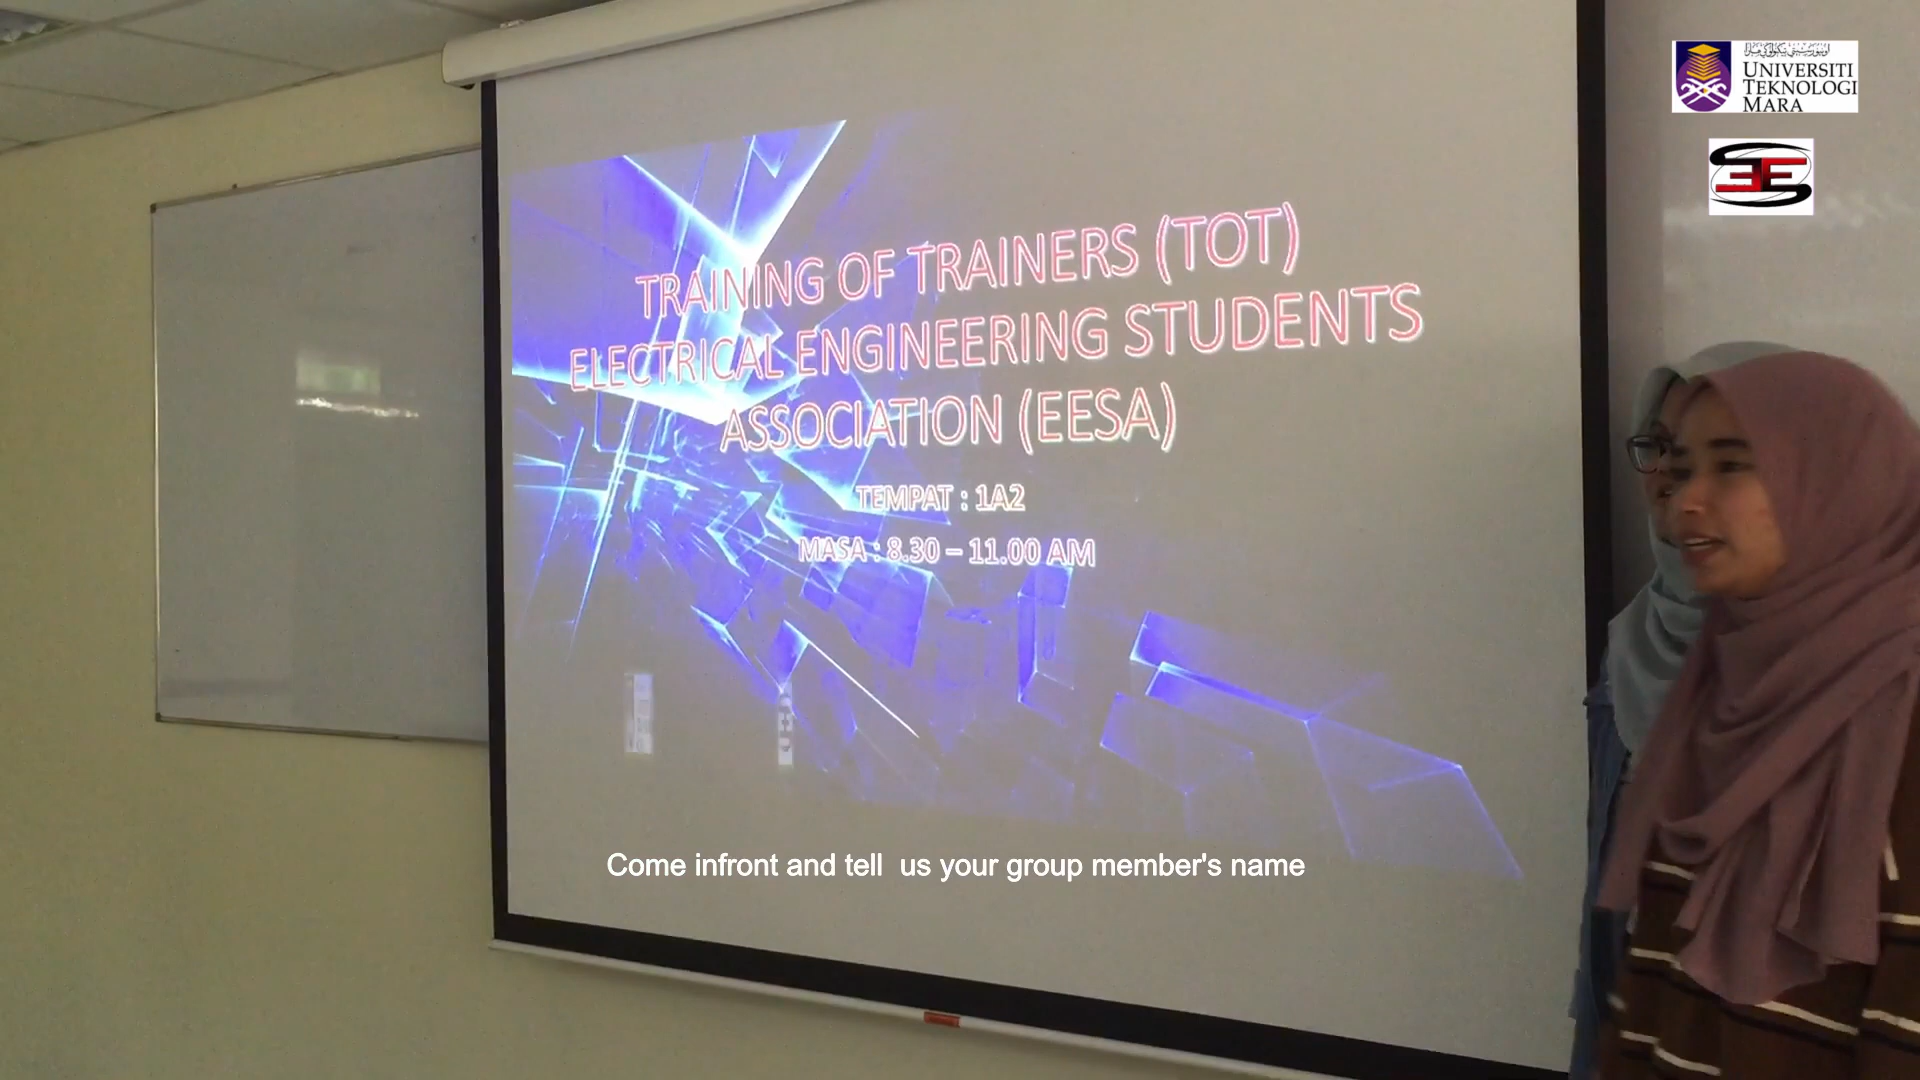 UNIVERSITI
TEKNOLOGI
MARA
TRAINING OF TRAINERS (TOT)
ELECTRICAL ENGINEERING STUDENTS
ASSOCIATION (EESA)
TEMPAT : 1A2
MASA : 8.30 – 11.00 AM
Come infront and tell  us your group member's name